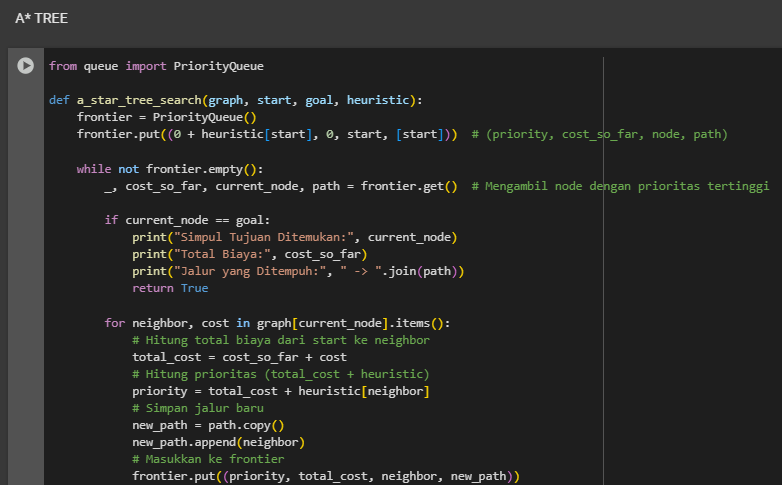 A* TREE
from queue import PriorityQueue
def a_star_tree_search(graph, start, goal, heuristic):
    frontier = PriorityQueue()
    frontier.put((0 + heuristic[start], 0, start, [start]))  # (priority, cost_so_far, node, path)
    while not frontier.empty():
        _, cost_so_far, current_node, path = frontier.get()  # Mengambil node dengan prioritas tertinggi
        if current_node == goal:
            print("Simpul Tujuan Ditemukan:", current_node)
            print("Total Biaya:", cost_so_far)
            print("Jalur yang Ditempuh:", " -> ".join(path))
            return True
        for neighbor, cost in graph[current_node].items():
            # Hitung total biaya dari start ke neighbor
            total_cost = cost_so_far + cost
            # Hitung prioritas (total_cost + heuristic)
            priority = total_cost + heuristic[neighbor]
            # Simpan jalur baru
            new_path = path.copy()
            new_path.append(neighbor)
            # Masukkan ke frontier
            frontier.put((priority, total_cost, neighbor, new_path))